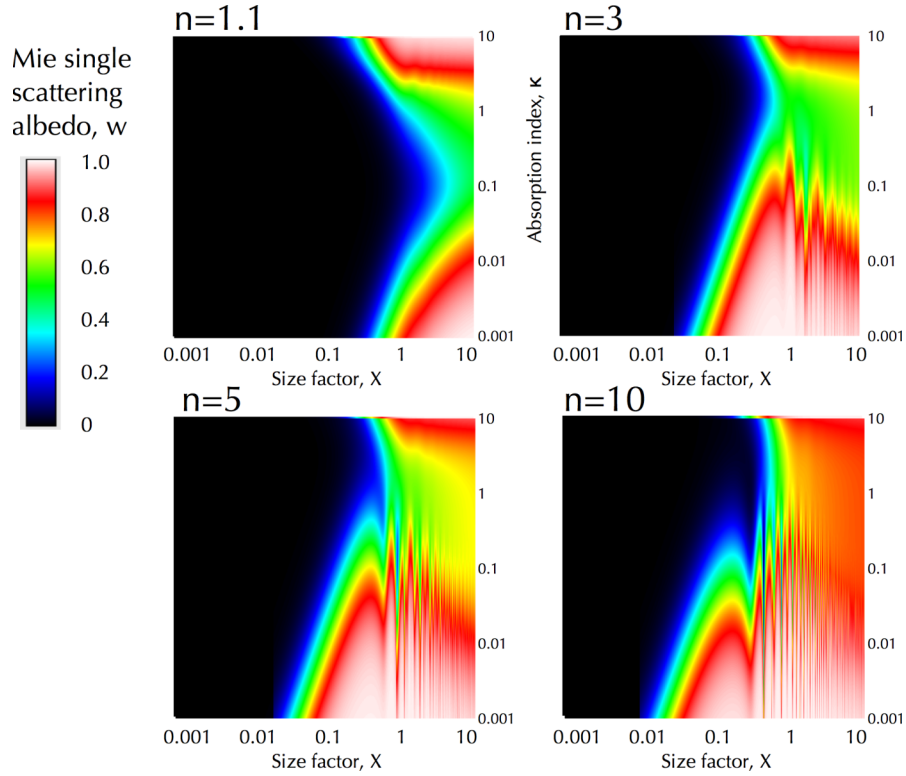 n=1.1
n=3
Mie single
scattering
albedo, w
1.0
0.8
0.6
0.4
0.2
0
10
1
0.1
0.01
0.001
0.001 0.01 0.1 1 10
Size factor, X
Absorption index, κ
10
1
0.1
0.01
0.001
0.001 0.01 0.1 1 10
Size factor, X
n=5
n=10
10
1
0.1
0.01
0.001
0.001 0.01 0.1 1 10
Size factor, X
10
1
0.1
0.01
0.001
0.001 0.01 0.1 1 10
Size factor, X